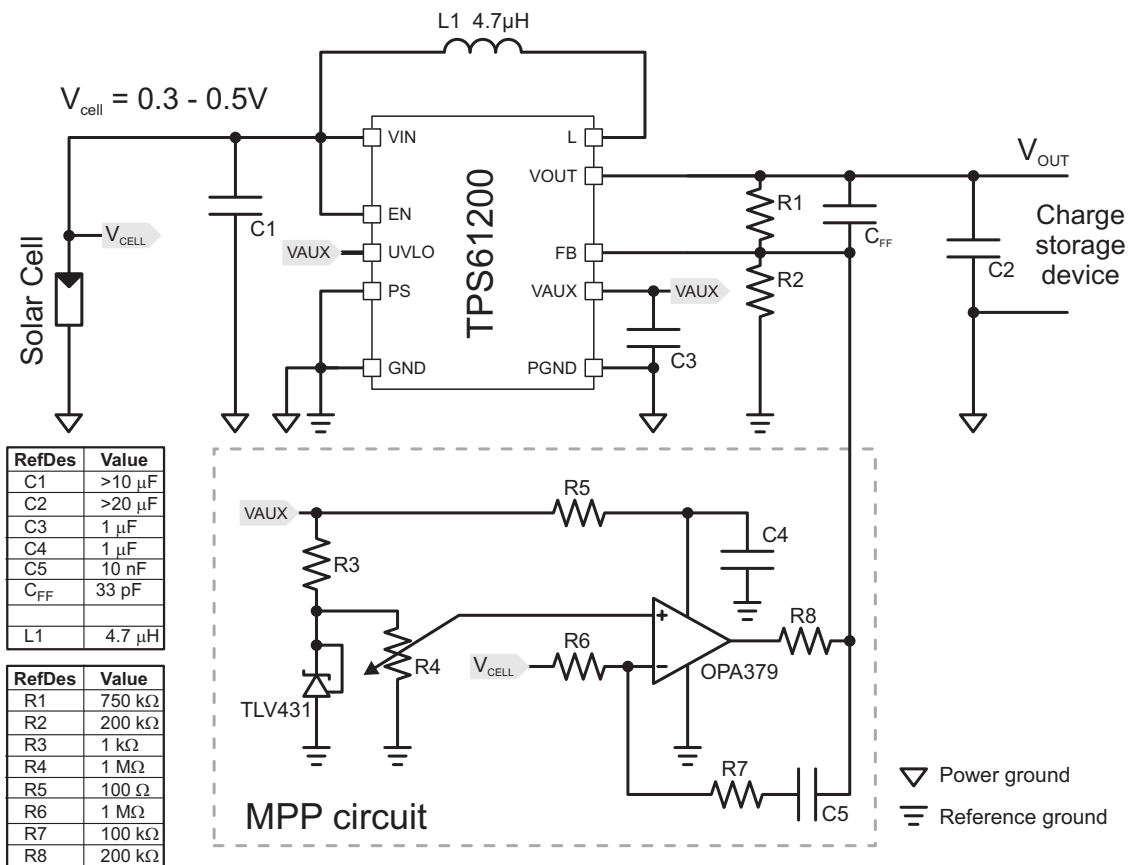 L1 4.7µH
V_cell = 0.3 - 0.5V
VIN
L
VOUT
V_OUT
EN
C1
R1
C_FF
Charge
storage
device
V_CELL
VAUX
UVLO
FB
C2
PS
VAUX
VAUX
R2
Solar Cell
TPS61200
GND
PGND
C3
RefDes Value
C1 >10 µF
C2 >20 µF
C3 1 µF
C4 1 µF
C5 10 nF
C_FF 33 pF
L1 4.7 µH
RefDes Value
R1 750 kΩ
R2 200 kΩ
R3 1 kΩ
R4 1 MΩ
R5 100 Ω
R6 1 MΩ
R7 100 kΩ
R8 200 kΩ
VAUX
R5
C4
R3
+
R8
R6
R4
V_CELL
−
OPA379
TLV431
R7
C5
MPP circuit
Power ground
Reference ground